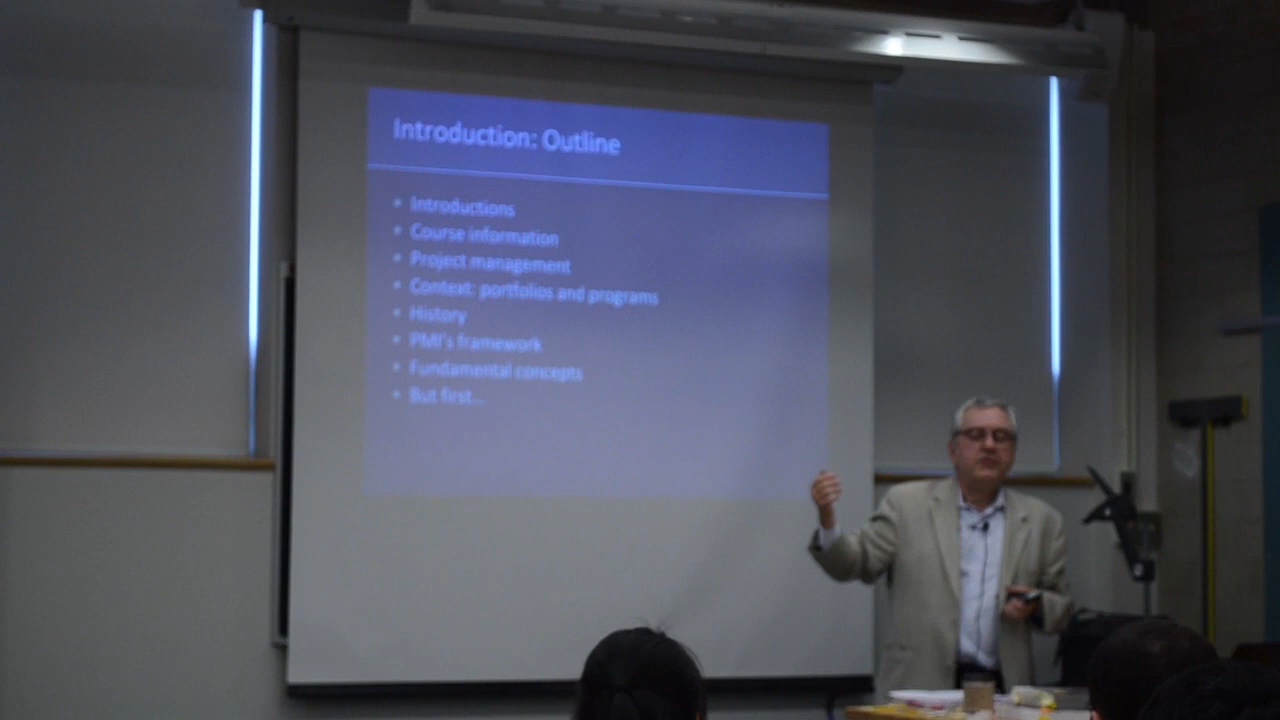 Introduction: Outline
• Introductions
• Course information
• Project management
• Context: portfolios and programs
• History
• PMI's framework
• Fundamental concepts
• But first...